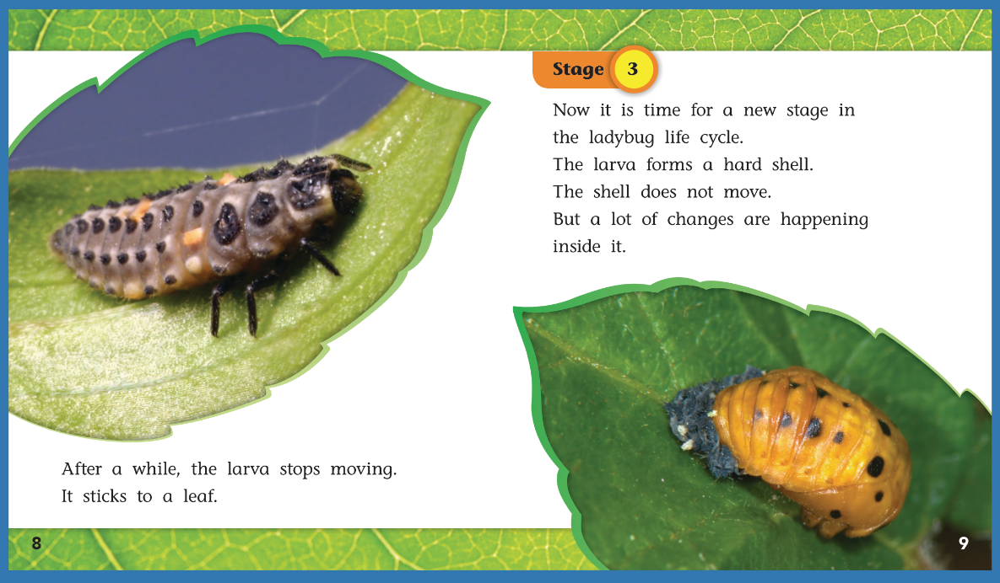 After a while, the larva stops moving.
It sticks to a leaf.
8
Stage 3
Now it is time for a new stage in
the ladybug life cycle.
The larva forms a hard shell.
The shell does not move.
But a lot of changes are happening
inside it.
9